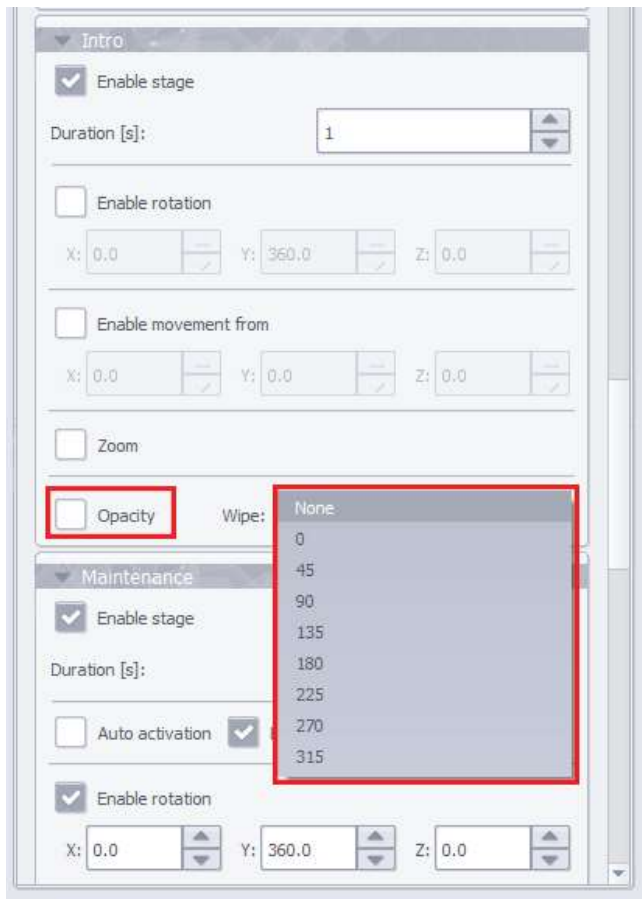 Intro
Enable stage
Duration [s]: 1
Enable rotation
X: 0.0 Y: 360.0 Z: 0.0
Enable movement from
X: 0.0 Y: 0.0 Z: 0.0
Zoom
Opacity Wipe: None
0
45
90
135
180
225
270
315
Maintenance
Enable stage
Duration [s]:
Auto activation
Enable rotation
X: 0.0 Y: 360.0 Z: 0.0